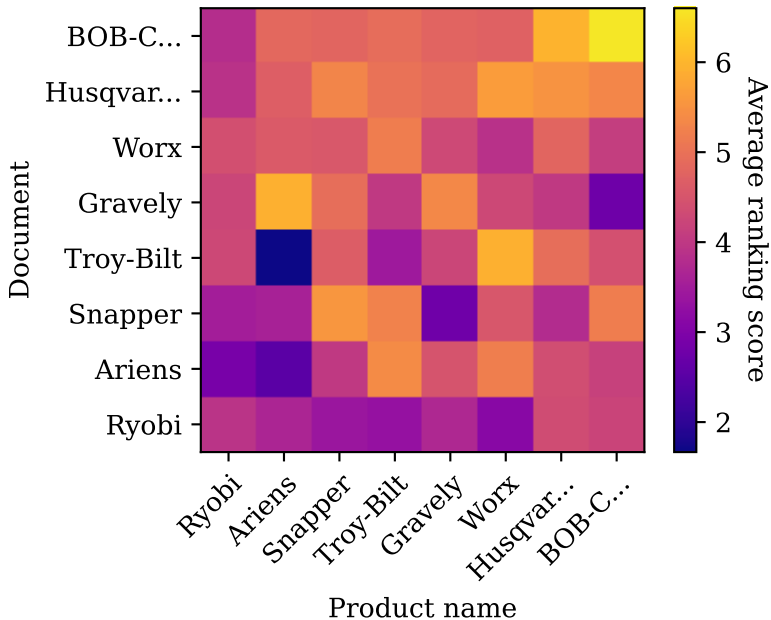 BOB-C...
Husqvar...
Worx
Gravely
Troy-Bilt
Snapper
Ariens
Ryobi
Document
Ryobi
Ariens
Snapper
Troy-Bilt
Gravely
Worx
Husqvar...
BOB-C...
Product name
6
5
4
3
2
Average ranking score